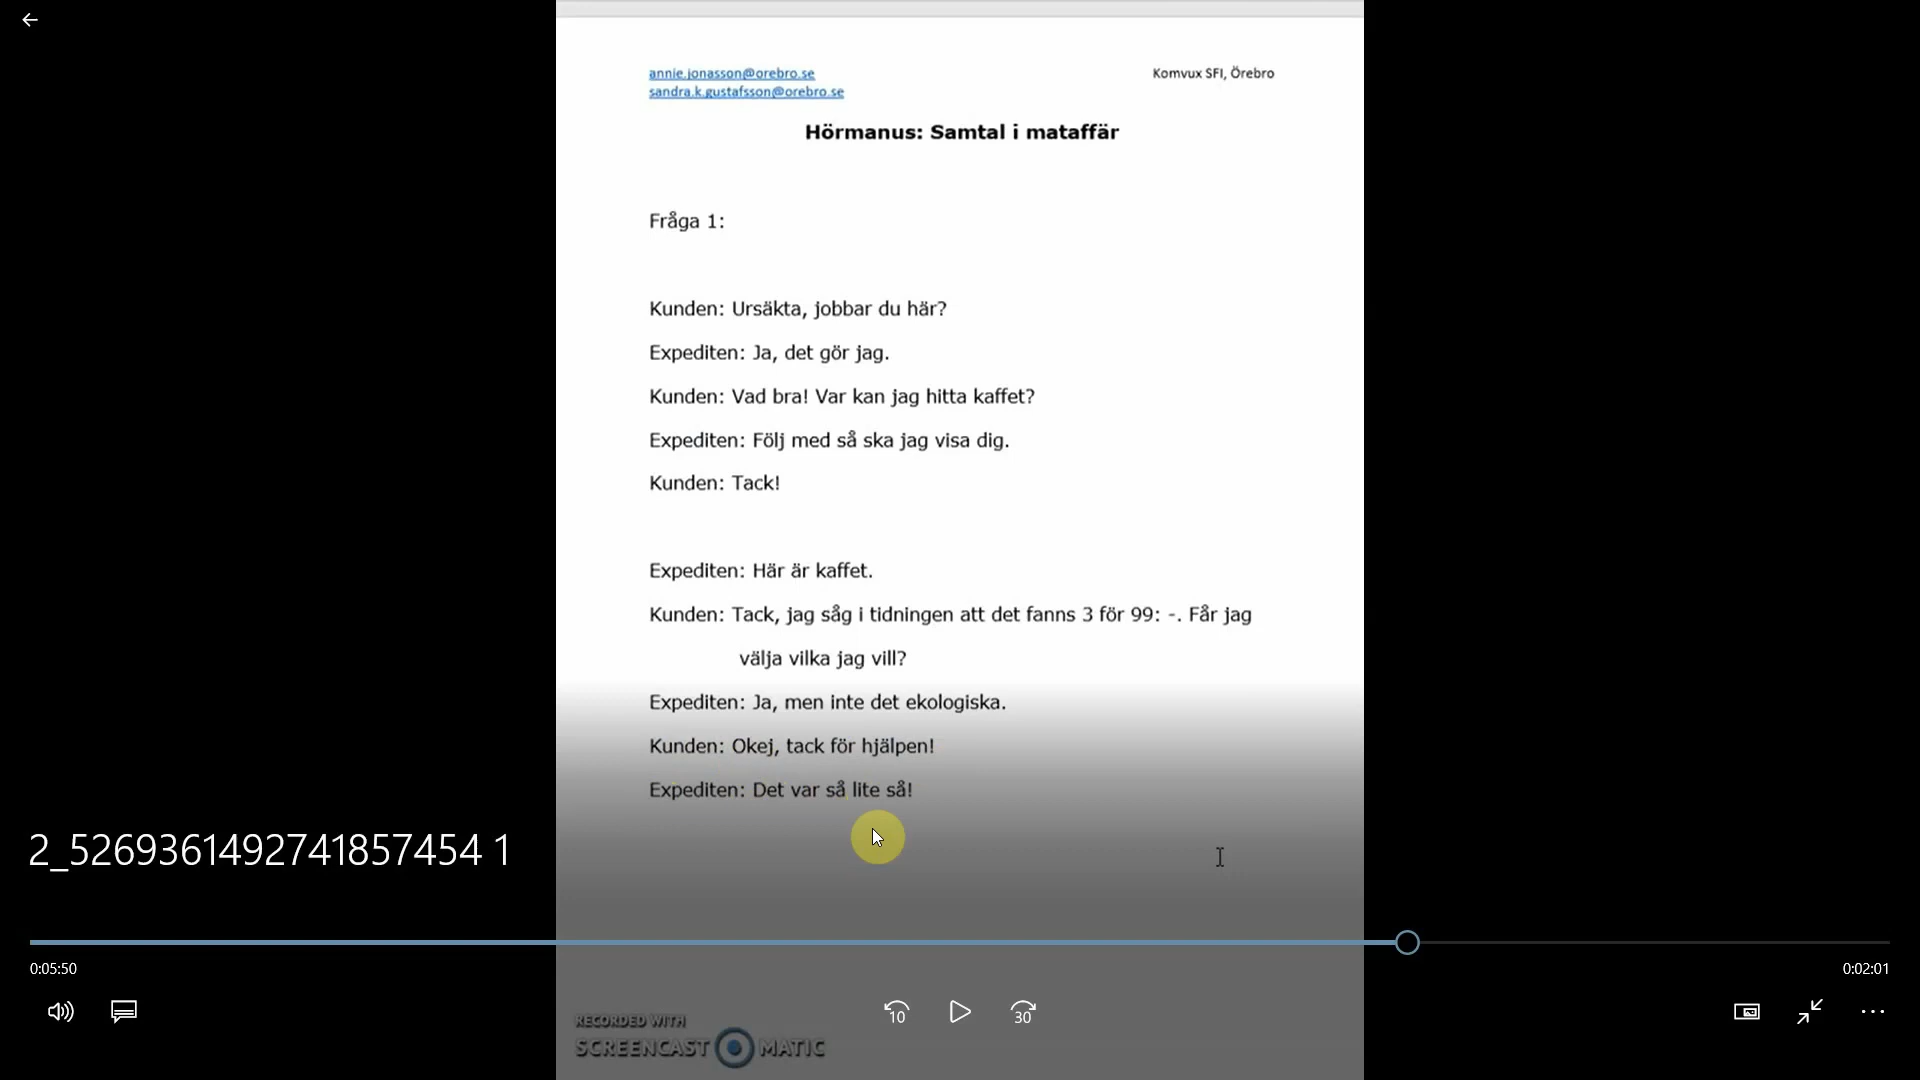 annie.jonasson@orebro.se
Komvux SFI, Örebro
sandra.k.gustafsson@orebro.se
Hörmanus: Samtal i mataffär
Fråga 1:
Kunden: Ursäkta, jobbar du här?
Expediten: Ja, det gör jag.
Kunden: Vad bra! Var kan jag hitta kaffet?
Expediten: Följ med så ska jag visa dig.
Kunden: Tack!
Expediten: Här är kaffet.
Kunden: Tack, jag såg i tidningen att det fanns 3 för 99: -. Får jag
välja vilka jag vill?
Expediten: Ja, men inte det ekologiska.
Kunden: Okej, tack för hjälpen!
Expediten: Det var så lite så!
2_5269361492741857454 1
0:05:50
0:02:01
10
30
RECORDED WITH
SCREENCAST MATIC